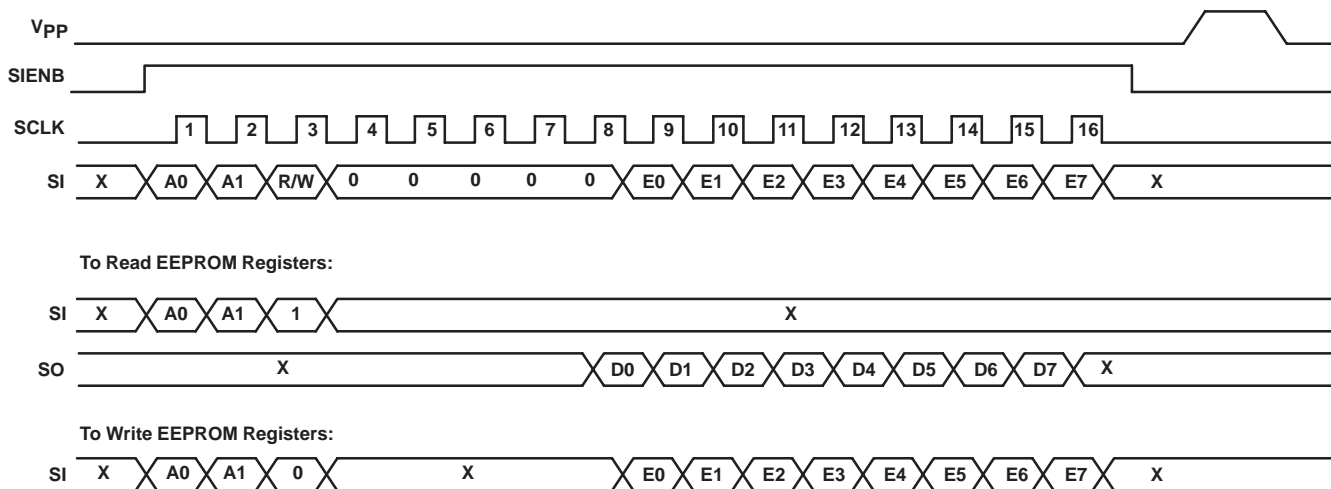 VPP
SIENB
SCLK 1 2 3 4 5 6 7 8 9 10 11 12 13 14 15 16
SI X A0 A1 R/W 0 0 0 0 0 E0 E1 E2 E3 E4 E5 E6 E7 X
To Read EEPROM Registers:
SI X A0 A1 1 X
SO X D0 D1 D2 D3 D4 D5 D6 D7 X
To Write EEPROM Registers:
SI X A0 A1 0 X E0 E1 E2 E3 E4 E5 E6 E7 X